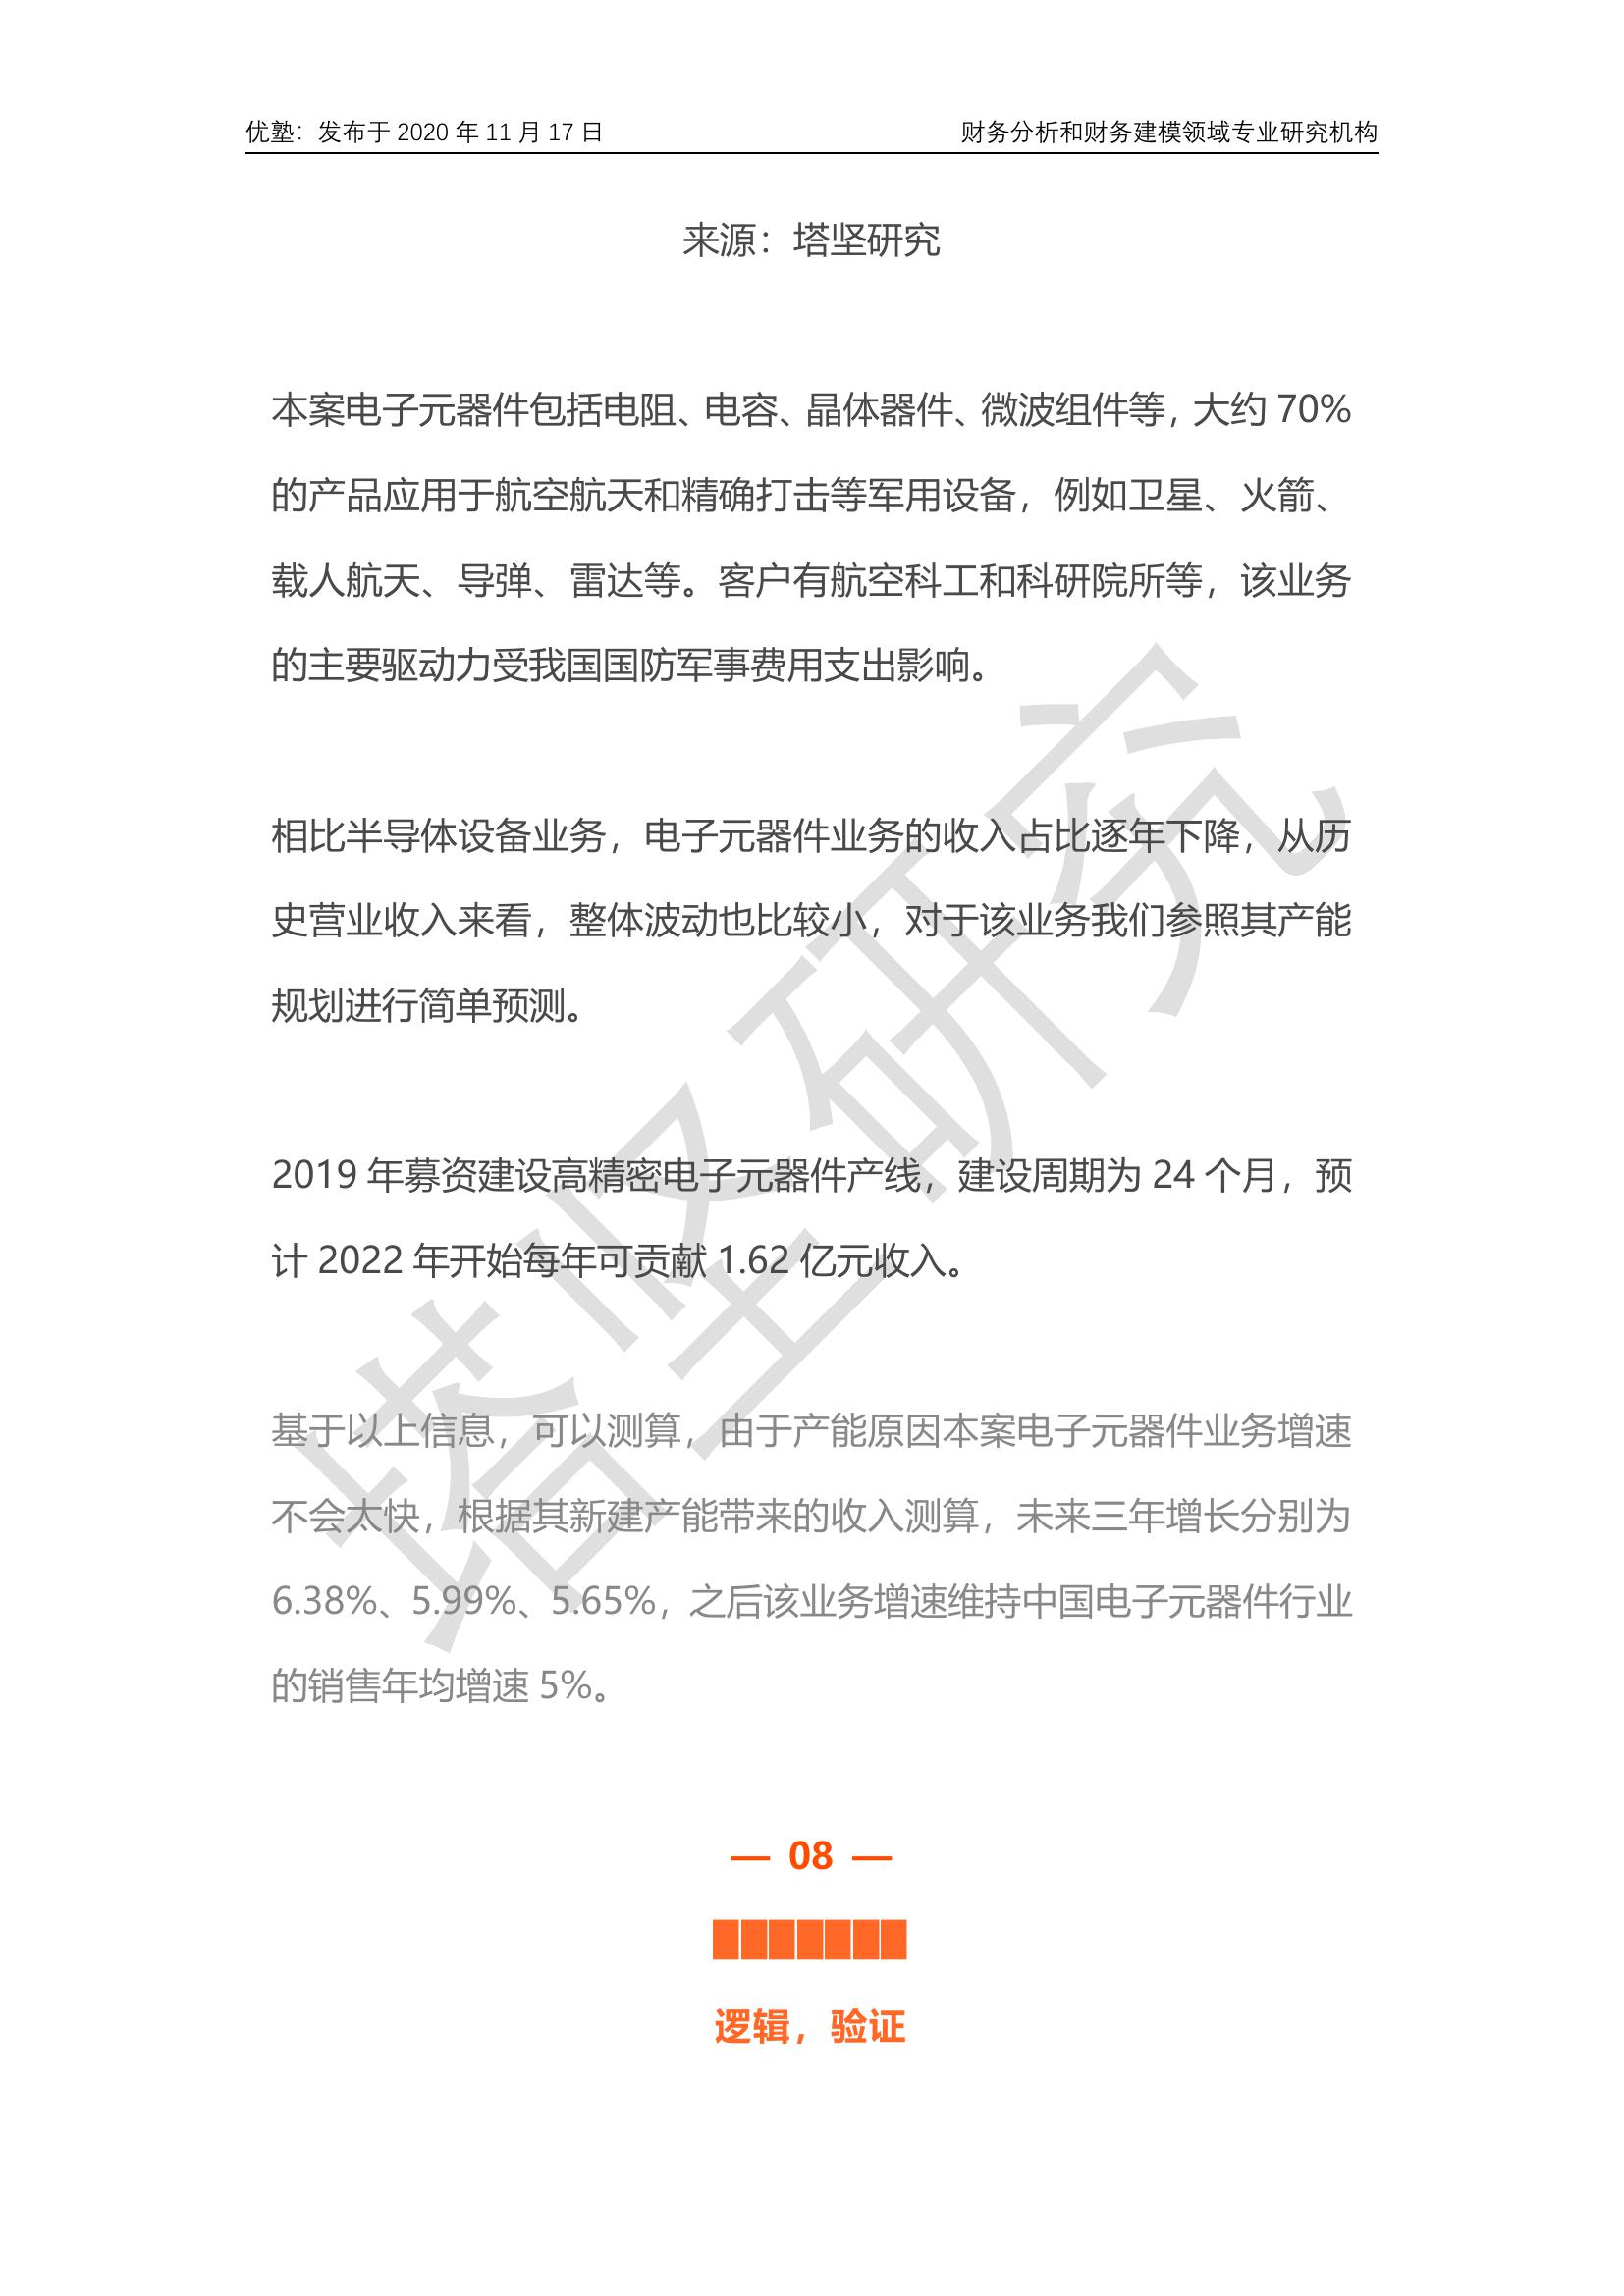 优塾：发布于 2020 年 11 月 17 日 财务分析和财务建模领域专业研究机构
来源：塔坚研究
本案电子元器件包括电阻、电容、晶体器件、微波组件等，大约 70%
的产品应用于航空航天和精确打击等军用设备，例如卫星、火箭、
载人航天、导弹、雷达等。客户有航空科工和科研院所等，该业务
的主要驱动力受我国国防军事费用支出影响。
相比半导体设备业务，电子元器件业务的收入占比逐年下降，从历
史营业收入来看，整体波动也比较小，对于该业务我们参照其产能
规划进行简单预测。
2019 年募资建设高精密电子元器件产线，建设周期为 24 个月，预
计 2022 年开始每年可贡献 1.62 亿元收入。
基于以上信息，可以测算，由于产能原因本案电子元器件业务增速
不会太快，根据其新建产能带来的收入测算，未来三年增长分别为
6.38%、5.99%、5.65%，之后该业务增速维持中国电子元器件行业
的销售年均增速 5%。
— 08 —
███████
逻辑，验证
塔坚研究